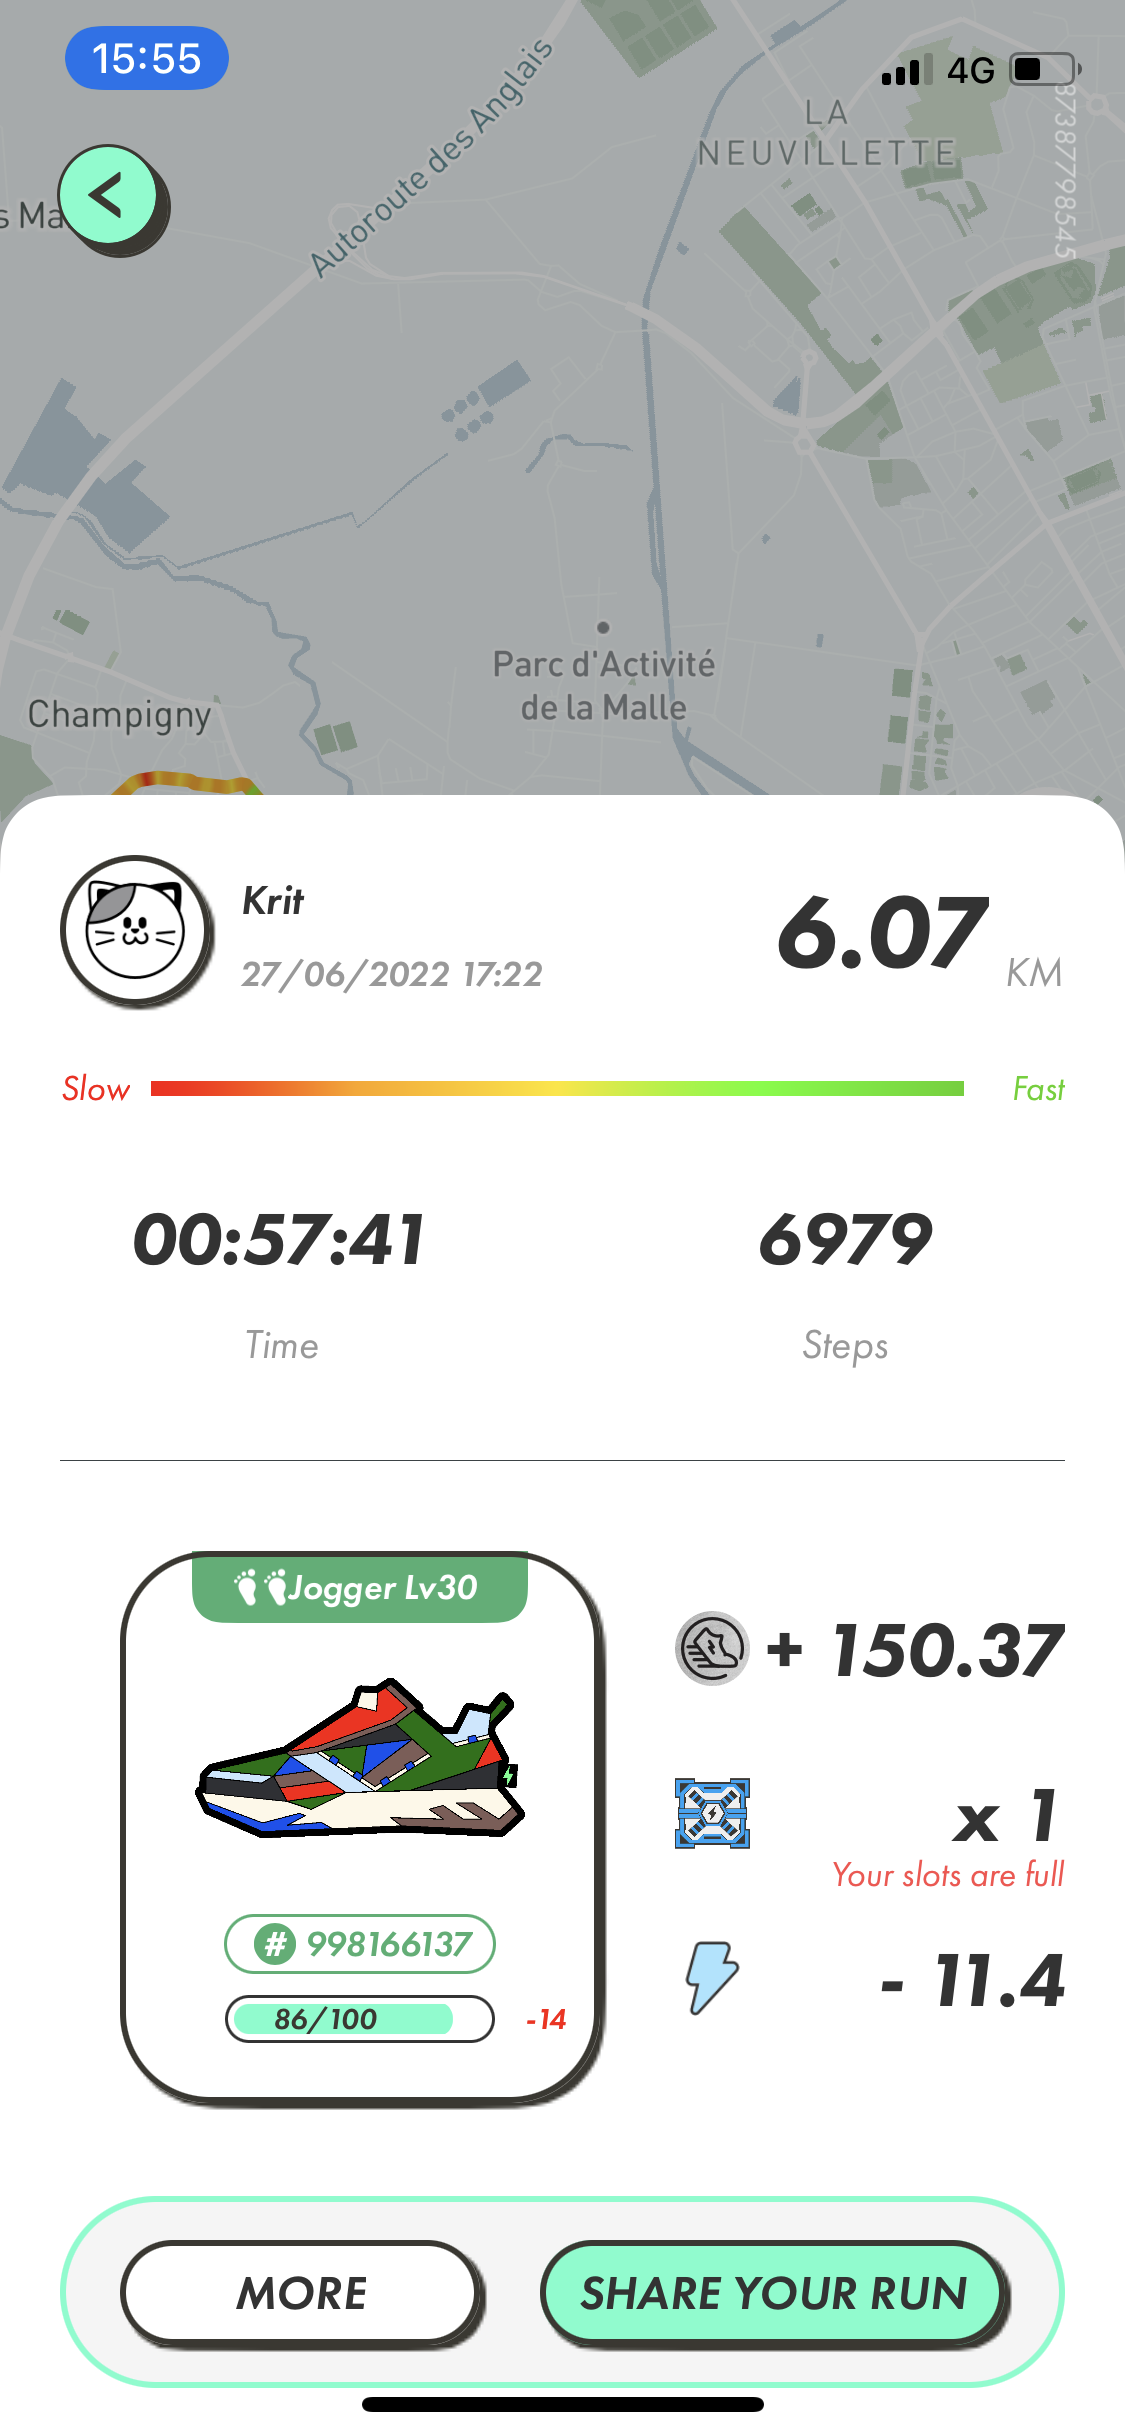 15:55
4G
87387798545
LA
NEUVILLETTE
Autoroute des Anglais
s Ma
<
Parc d'Activité
de la Malle
Champigny
Krit
27/06/2022 17:22
6.07 KM
Slow
Fast
00:57:41
6979
Time
Steps
Jogger Lv30
# 998166137
86/100 -14
+ 150.37
x 1
Your slots are full
- 11.4
MORE
SHARE YOUR RUN